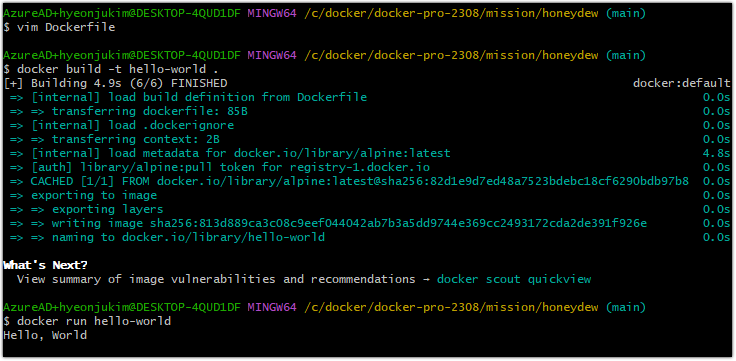 AzureAD+hyeonjukim@DESKTOP-4QUD1DF MINGW64 /c/docker/docker-pro-2308/mission/honeydew (main)
$ vim Dockerfile
AzureAD+hyeonjukim@DESKTOP-4QUD1DF MINGW64 /c/docker/docker-pro-2308/mission/honeydew (main)
$ docker build -t hello-world .
[+] Building 4.9s (6/6) FINISHED docker:default
=> [internal] load build definition from Dockerfile 0.0s
=> => transferring dockerfile: 85B 0.0s
=> [internal] load .dockerignore 0.0s
=> => transferring context: 2B 0.0s
=> [internal] load metadata for docker.io/library/alpine:latest 4.8s
=> [auth] library/alpine:pull token for registry-1.docker.io 0.0s
=> CACHED [1/1] FROM docker.io/library/alpine:latest@sha256:82d1e9d7ed48a7523bdebc18cf6290bdb97b8 0.0s
=> exporting to image 0.0s
=> => exporting layers 0.0s
=> => writing image sha256:813d889ca3c08c9eef044042ab7b3a5dd9744e369cc2493172cda2de391f926e 0.0s
=> => naming to docker.io/library/hello-world 0.0s
What's Next?
View summary of image vulnerabilities and recommendations → docker scout quickview
AzureAD+hyeonjukim@DESKTOP-4QUD1DF MINGW64 /c/docker/docker-pro-2308/mission/honeydew (main)
$ docker run hello-world
Hello, World